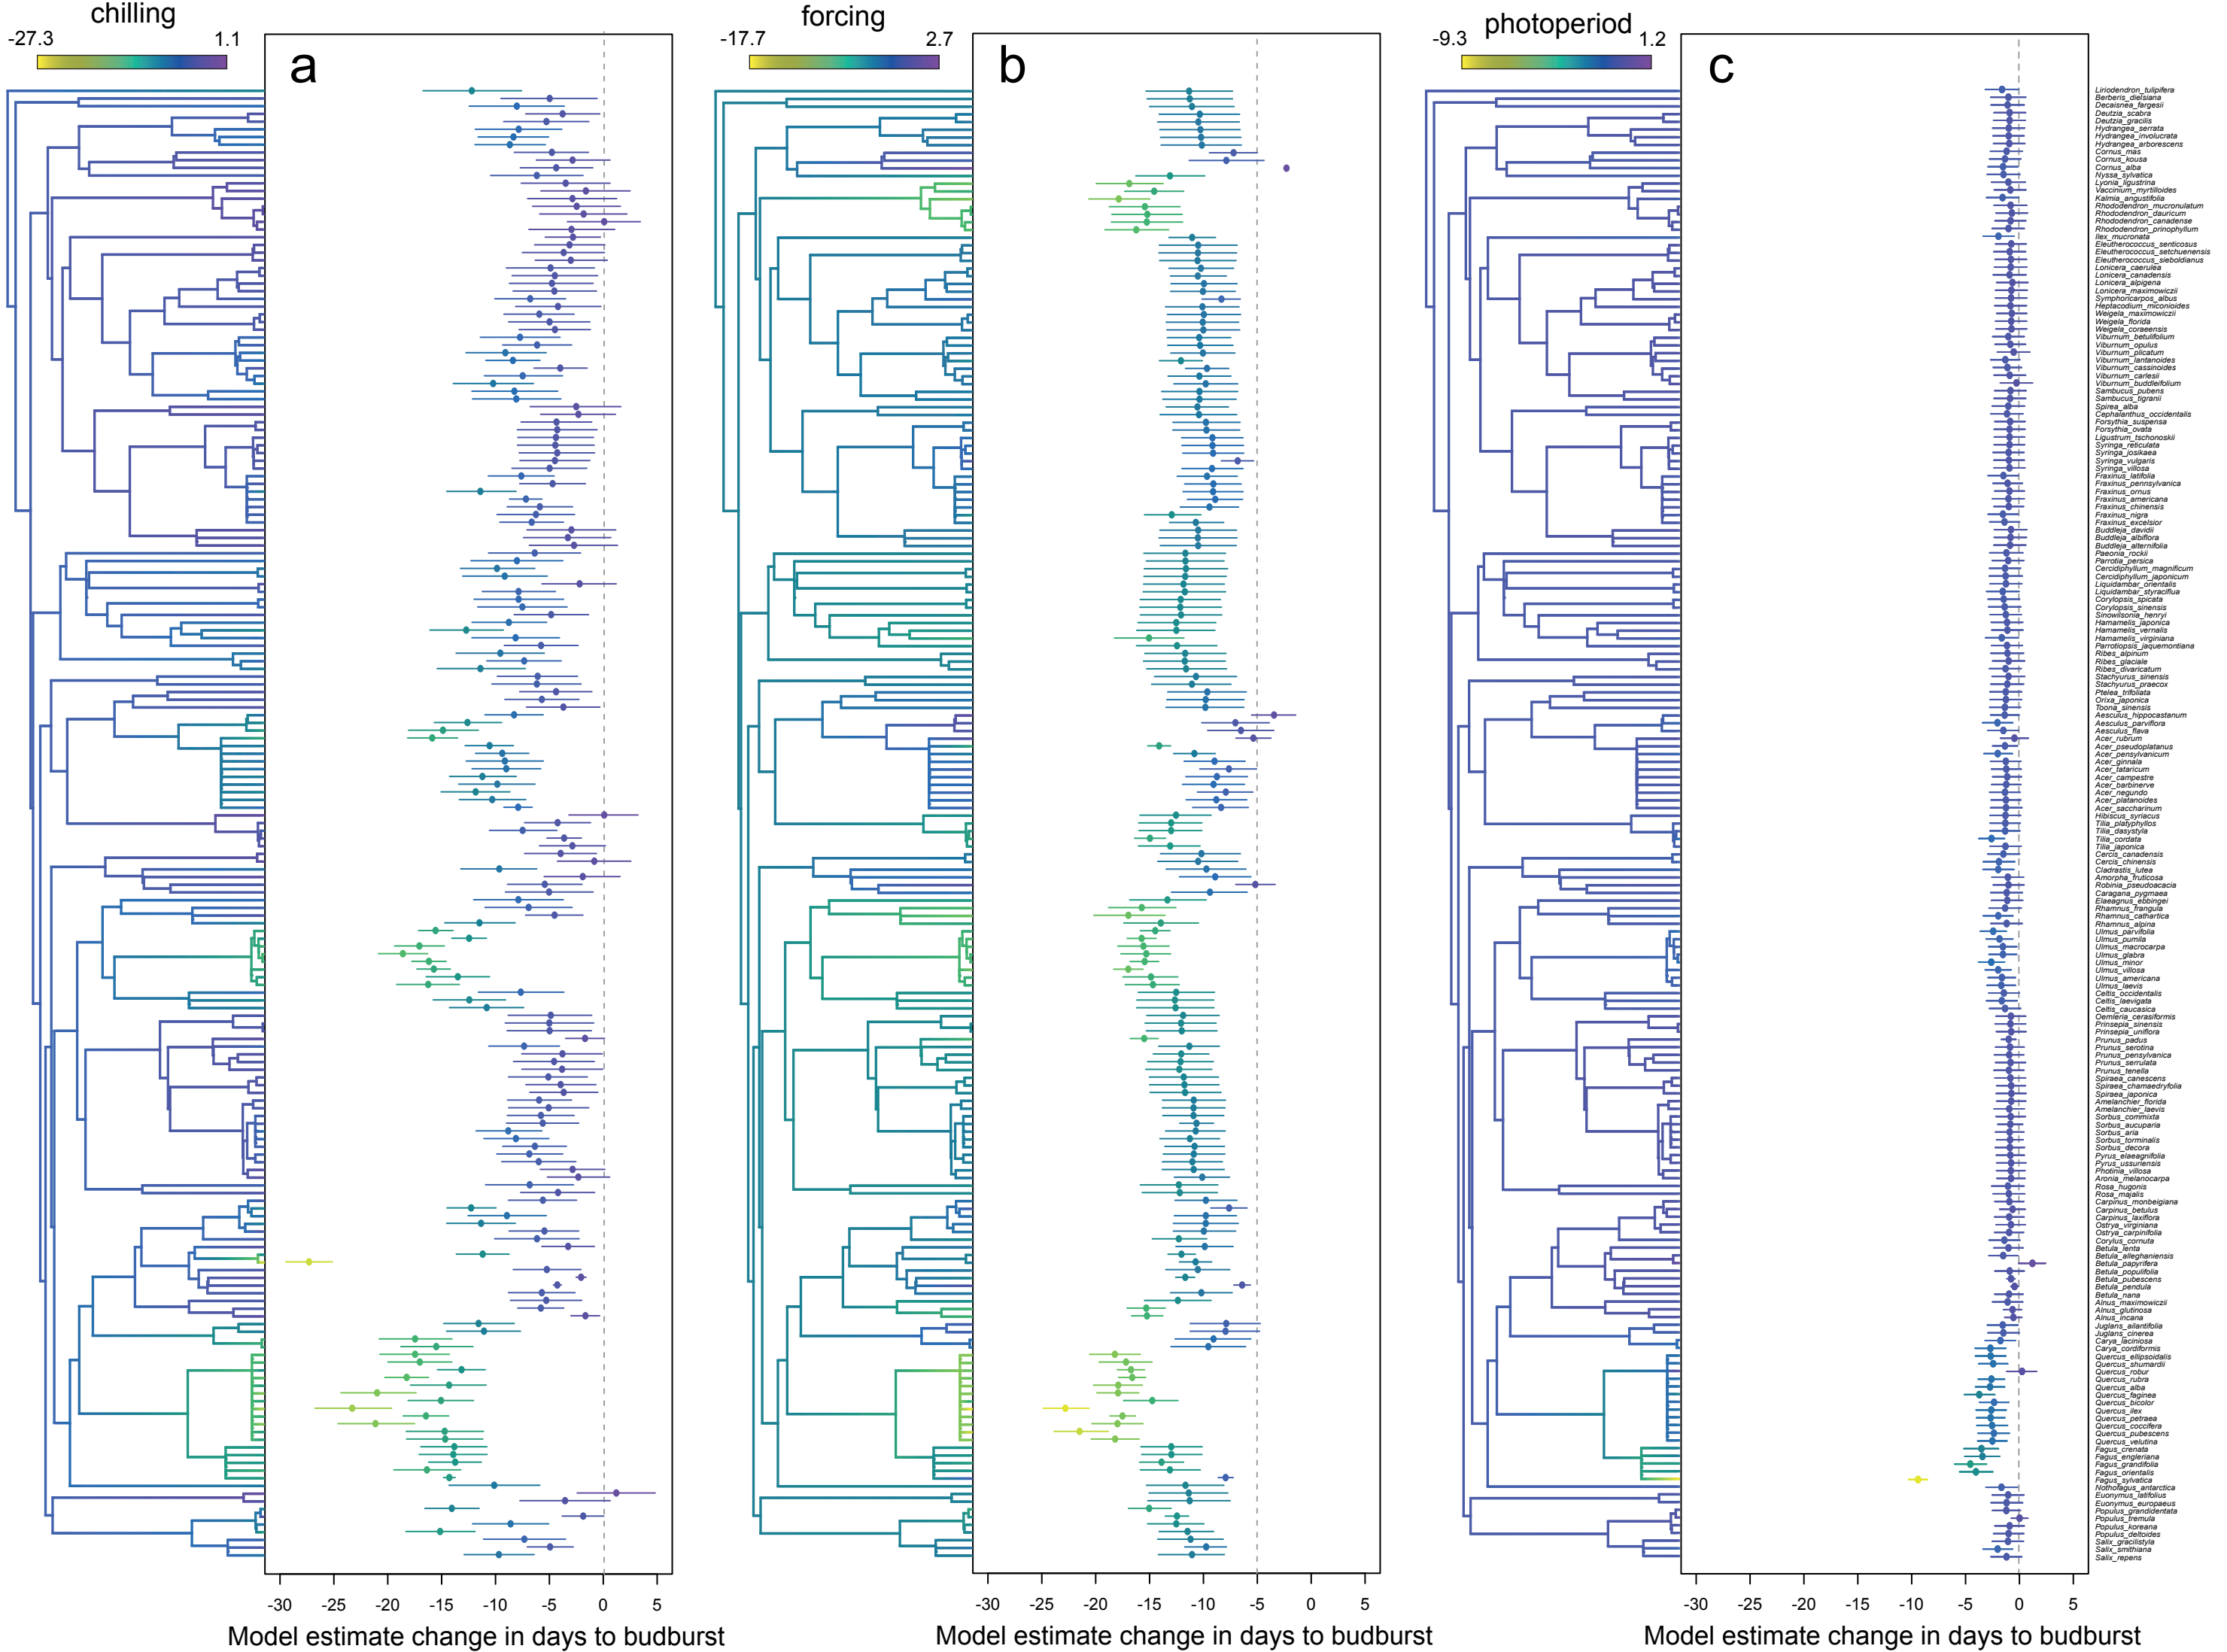 chilling
-27.3 1.1
a
forcing
-17.7 2.7
b
photoperiod
-9.3 1.2
c
Liriodendron_tulipifera
Berberis_dielsiana
Decaisnea_fargesii
Deutzia_scabra
Deutzia_gracilis
Hydrangea_serrata
Hydrangea_involucrata
Hydrangea_arborescens
Cornus_mas
Cornus_kousa
Cornus_alba
Nyssa_sylvatica
Lyonia_ligustrina
Vaccinium_myrtilloides
Kalmia_angustifolia
Rhododendron_mucronulatum
Rhododendron_dauricum
Rhododendron_canadense
Rhododendron_prinophyllum
Ilex_mucronata
Eleutherococcus_senticosus
Eleutherococcus_setchuenensis
Eleutherococcus_sieboldianus
Lonicera_caerulea
Lonicera_canadensis
Lonicera_alpigena
Lonicera_maximowiczii
Symphoricarpos_albus
Heptacodium_miconioides
Weigela_maximowiczii
Weigela_florida
Weigela_coraeensis
Viburnum_betulifolium
Viburnum_opulus
Viburnum_plicatum
Viburnum_lantanoides
Viburnum_cassinoides
Viburnum_carlesii
Viburnum_buddleifolium
Sambucus_pubens
Sambucus_tigranii
Spirea_alba
Cephalanthus_occidentalis
Forsythia_suspensa
Forsythia_ovata
Ligustrum_tschonoskii
Syringa_reticulata
Syringa_josikaea
Syringa_vulgaris
Syringa_villosa
Fraxinus_latifolia
Fraxinus_pennsylvanica
Fraxinus_ornus
Fraxinus_americana
Fraxinus_chinensis
Fraxinus_nigra
Fraxinus_excelsior
Buddleja_davidii
Buddleja_albiflora
Buddleja_alternifolia
Paeonia_rockii
Parrotia_persica
Cercidiphyllum_magnificum
Cercidiphyllum_japonicum
Liquidambar_orientalis
Liquidambar_styraciflua
Corylopsis_spicata
Corylopsis_sinensis
Sinowilsonia_henryi
Hamamelis_japonica
Hamamelis_vernalis
Hamamelis_virginiana
Parrotiopsis_jaquemontiana
Ribes_alpinum
Ribes_glaciale
Ribes_divaricatum
Stachyurus_sinensis
Stachyurus_praecox
Ptelea_trifoliata
Orixa_japonica
Toona_sinensis
Aesculus_hippocastanum
Aesculus_parviflora
Aesculus_flava
Acer_rubrum
Acer_pseudoplatanus
Acer_pensylvanicum
Acer_ginnala
Acer_tataricum
Acer_campestre
Acer_barbinerve
Acer_negundo
Acer_platanoides
Acer_saccharinum
Hibiscus_syriacus
Tilia_platyphyllos
Tilia_dasystyla
Tilia_cordata
Tilia_japonica
Cercis_canadensis
Cercis_chinensis
Cladrastis_lutea
Amorpha_fruticosa
Robinia_pseudoacacia
Caragana_pygmaea
Elaeagnus_ebbingei
Rhamnus_frangula
Rhamnus_cathartica
Rhamnus_alpina
Ulmus_parvifolia
Ulmus_pumila
Ulmus_macrocarpa
Ulmus_glabra
Ulmus_minor
Ulmus_villosa
Ulmus_americana
Ulmus_laevis
Celtis_occidentalis
Celtis_laevigata
Celtis_caucasica
Oemleria_cerasiformis
Prinsepia_sinensis
Prinsepia_uniflora
Prunus_padus
Prunus_serotina
Prunus_pensylvanica
Prunus_serrulata
Prunus_tenella
Spiraea_canescens
Spiraea_chamaedryfolia
Spiraea_japonica
Amelanchier_florida
Amelanchier_laevis
Sorbus_commixta
Sorbus_aucuparia
Sorbus_aria
Sorbus_torminalis
Sorbus_decora
Pyrus_elaeagnifolia
Pyrus_ussuriensis
Photinia_villosa
Aronia_melanocarpa
Rosa_hugonis
Rosa_majalis
Carpinus_monbeigiana
Carpinus_betulus
Carpinus_laxiflora
Ostrya_virginiana
Ostrya_carpinifolia
Corylus_cornuta
Betula_lenta
Betula_alleghaniensis
Betula_papyrifera
Betula_populifolia
Betula_pubescens
Betula_pendula
Betula_nana
Alnus_maximowiczii
Alnus_glutinosa
Alnus_incana
Juglans_ailantifolia
Juglans_cinerea
Carya_laciniosa
Carya_cordiformis
Quercus_ellipsoidalis
Quercus_shumardii
Quercus_robur
Quercus_rubra
Quercus_alba
Quercus_faginea
Quercus_bicolor
Quercus_ilex
Quercus_petraea
Quercus_coccifera
Quercus_pubescens
Quercus_velutina
Fagus_crenata
Fagus_engleriana
Fagus_grandifolia
Fagus_orientalis
Fagus_sylvatica
Nothofagus_antarctica
Euonymus_latifolius
Euonymus_europaeus
Populus_grandidentata
Populus_tremula
Populus_koreana
Populus_deltoides
Salix_gracilistyla
Salix_smithiana
Salix_repens
-30 -25 -20 -15 -10 -5 0 5
Model estimate change in days to budburst
-30 -25 -20 -15 -10 -5 0 5
Model estimate change in days to budburst
-30 -25 -20 -15 -10 -5 0 5
Model estimate change in days to budburst